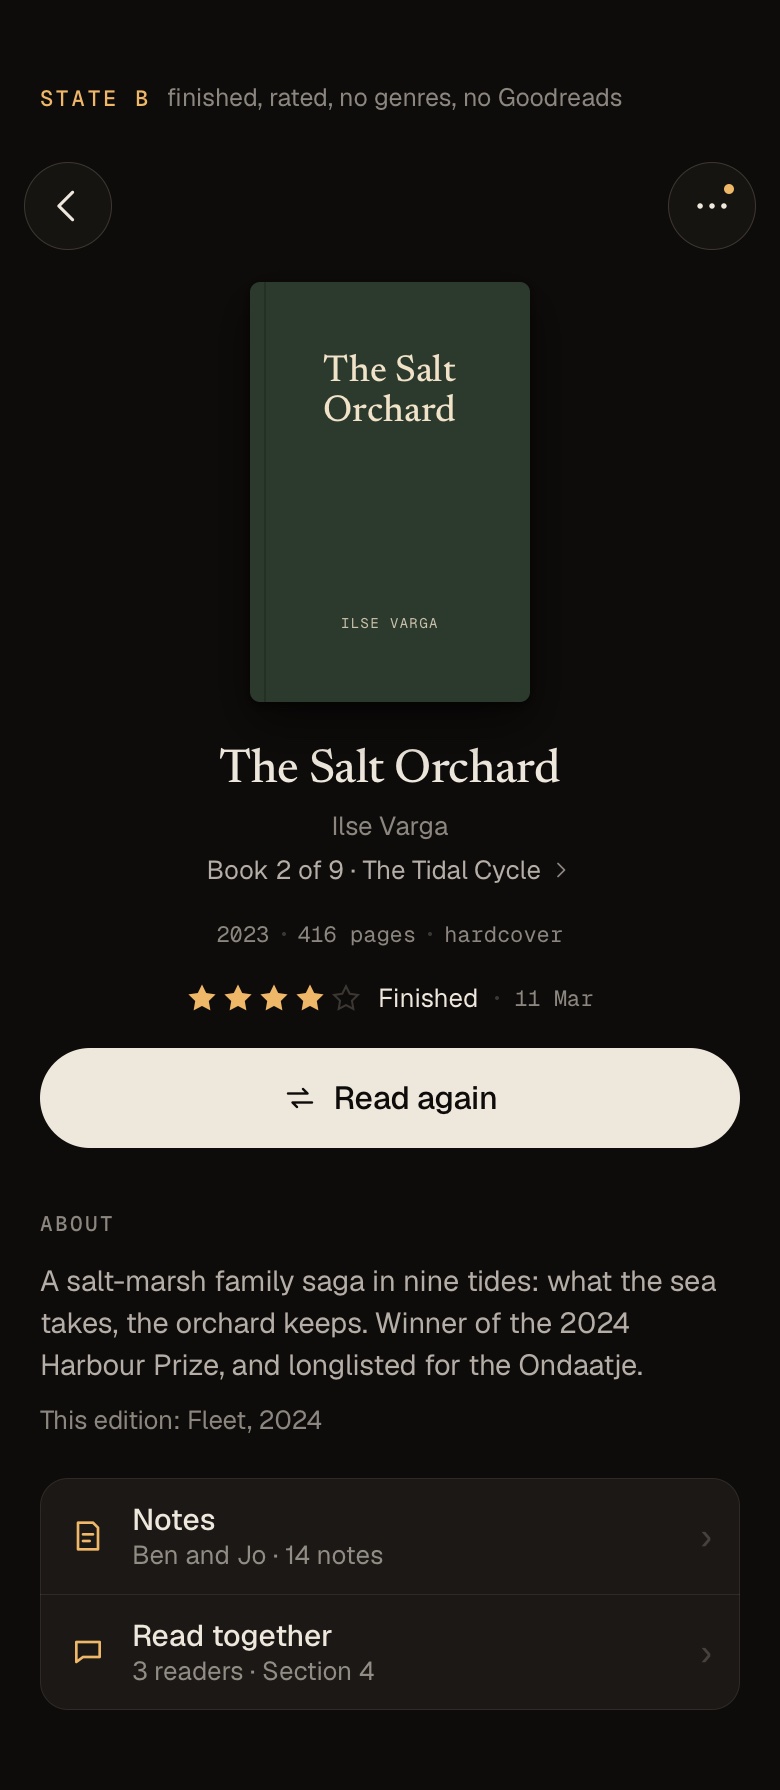 STATE B finished, rated, no genres, no Goodreads
The Salt
Orchard
ILSE VARGA
The Salt Orchard
Ilse Varga
Book 2 of 9 · The Tidal Cycle
2023 · 416 pages · hardcover
Finished · 11 Mar
Read again
ABOUT
A salt-marsh family saga in nine tides: what the sea
takes, the orchard keeps. Winner of the 2024
Harbour Prize, and longlisted for the Ondaatje.
This edition: Fleet, 2024
Notes
Ben and Jo · 14 notes
Read together
3 readers · Section 4